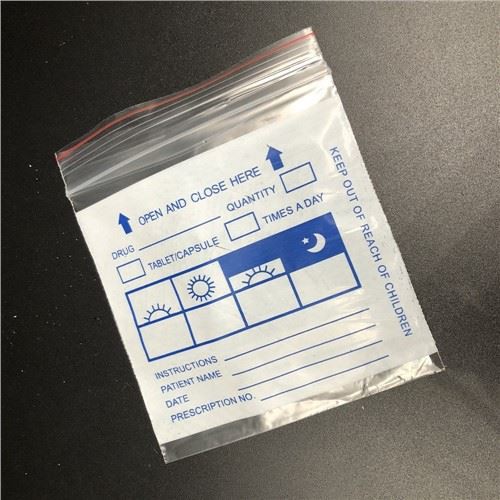 OPEN AND CLOSE HERE
DRUG
QUANTITY
TABLET/CAPSULE
TIMES A DAY
INSTRUCTIONS
PATIENT NAME
DATE
PRESCRIPTION NO.
KEEP OUT OF REACH OF CHILDREN